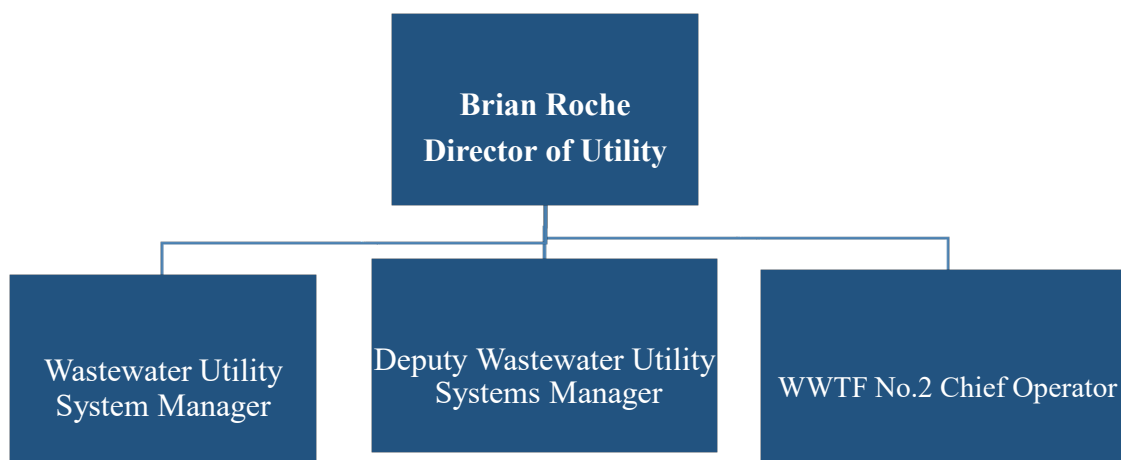 Brian Roche
Director of Utility
Wastewater Utility
System Manager
Deputy Wastewater Utility
Systems Manager
WWTF No.2 Chief Operator